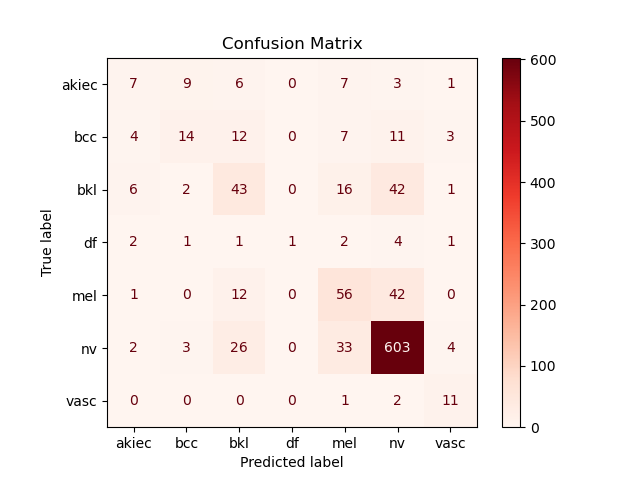 Confusion Matrix
akiec 7 9 6 0 7 3 1
bcc 4 14 12 0 7 11 3
bkl 6 2 43 0 16 42 1
df 2 1 1 1 2 4 1
mel 1 0 12 0 56 42 0
nv 2 3 26 0 33 603 4
vasc 0 0 0 0 1 2 11
akiec bcc bkl df mel nv vasc
Predicted label
True label
600
500
400
300
200
100
0